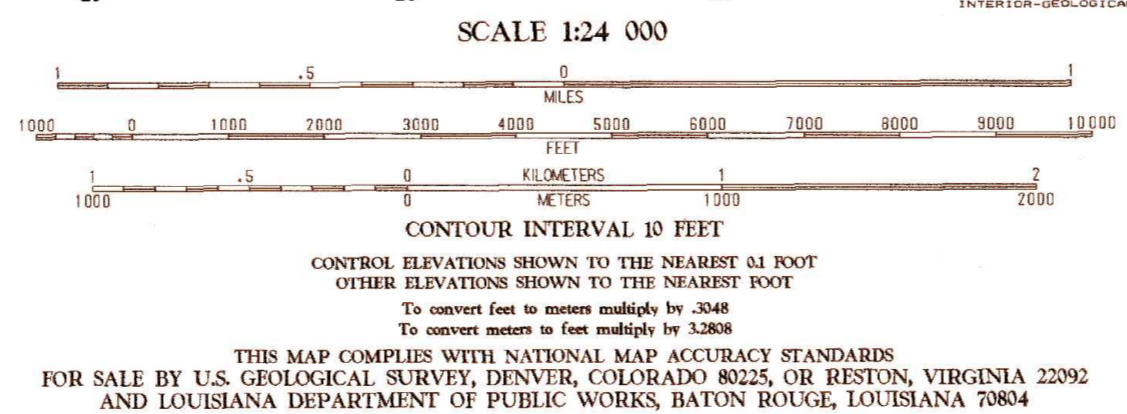 INTERIOR-GEOLOGICAL
SCALE 1:24 000
1 .5 0 1
MILES
1000 0 1000 2000 3000 4000 5000 6000 7000 8000 9000 10000
FEET
1 .5 0 KILOMETERS 1 2
1000 0 METERS 1000 2000
CONTOUR INTERVAL 10 FEET
CONTROL ELEVATIONS SHOWN TO THE NEAREST 0.1 FOOT
OTHER ELEVATIONS SHOWN TO THE NEAREST FOOT
To convert feet to meters multiply by .3048
To convert meters to feet multiply by 3.2808
THIS MAP COMPLIES WITH NATIONAL MAP ACCURACY STANDARDS
FOR SALE BY U.S. GEOLOGICAL SURVEY, DENVER, COLORADO 80225, OR RESTON, VIRGINIA 22092
AND LOUISIANA DEPARTMENT OF PUBLIC WORKS, BATON ROUGE, LOUISIANA 70804